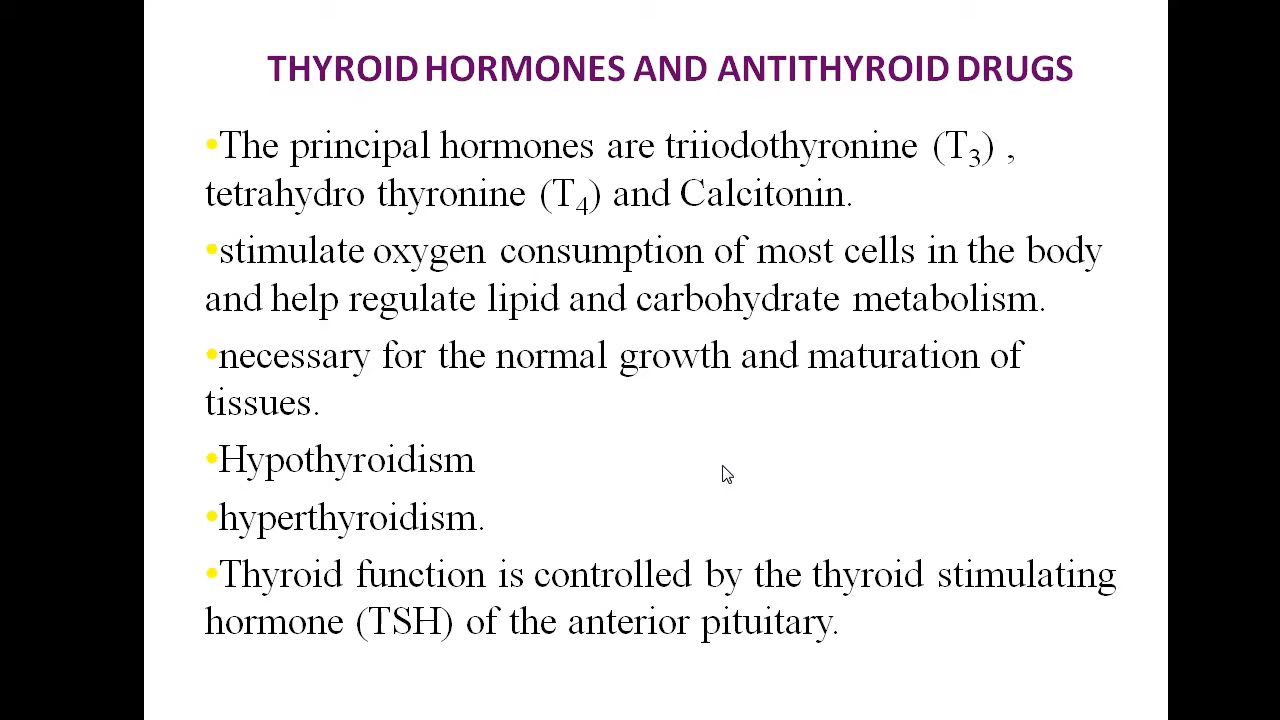 THYROID HORMONES AND ANTITHYROID DRUGS
•The principal hormones are triiodothyronine (T₃) ,
tetrahydro thyronine (T₄) and Calcitonin.
•stimulate oxygen consumption of most cells in the body
and help regulate lipid and carbohydrate metabolism.
•necessary for the normal growth and maturation of
tissues.
•Hypothyroidism
•hyperthyroidism.
•Thyroid function is controlled by the thyroid stimulating
hormone (TSH) of the anterior pituitary.